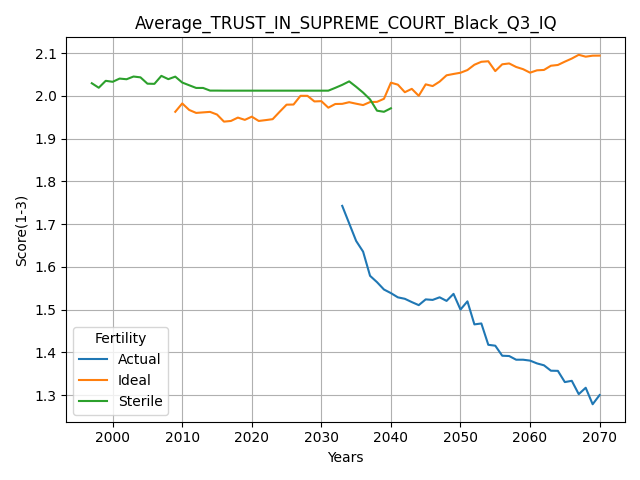 Average_TRUST_IN_SUPREME_COURT_Black_Q3_IQ
Score(1-3)
2.1
2.0
1.9
1.8
1.7
1.6
1.5
1.4
1.3
Fertility
Actual
Ideal
Sterile
2000
2010
2020
2030
2040
2050
2060
2070
Years